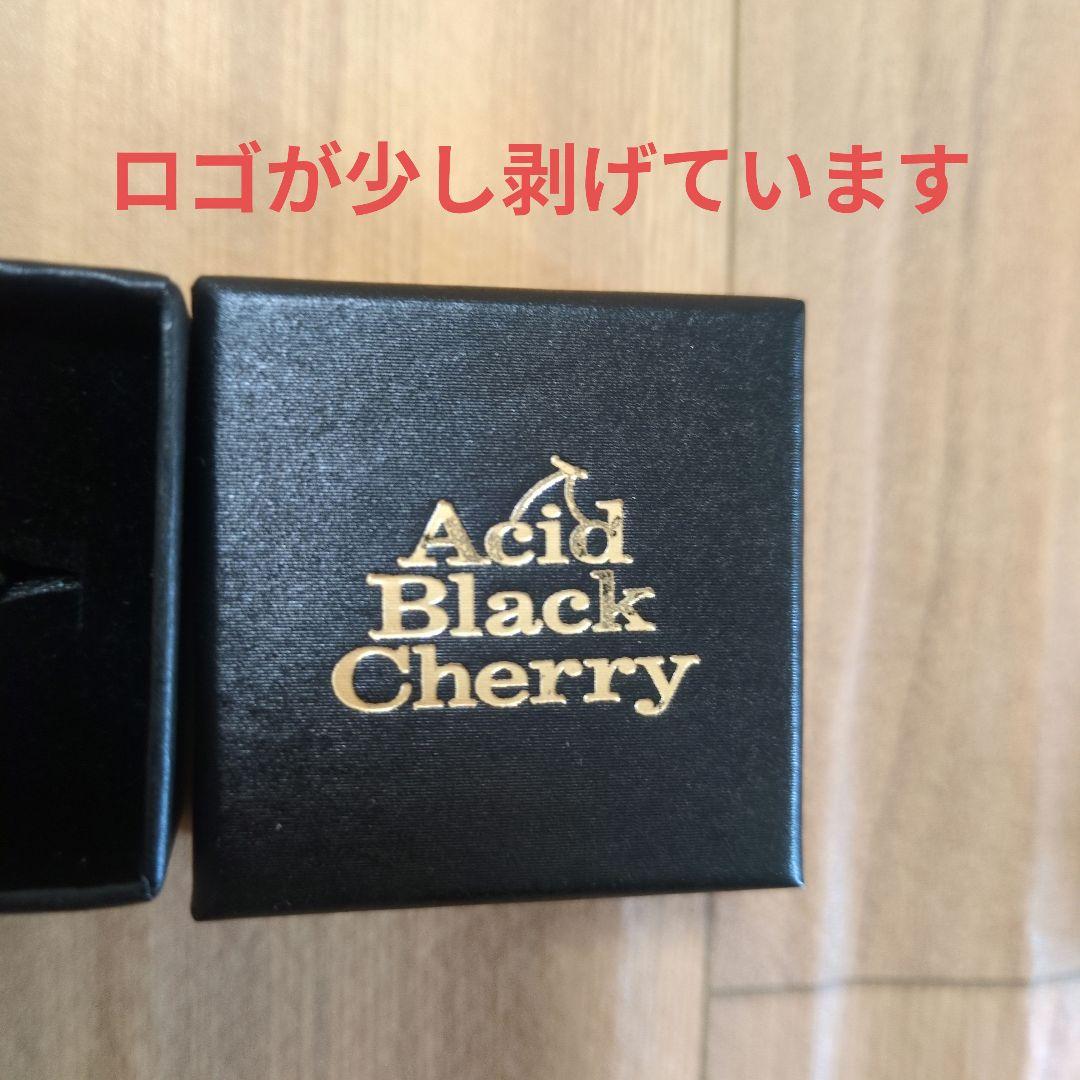 ロゴが少し剥げています
Acid
Black
Cherry